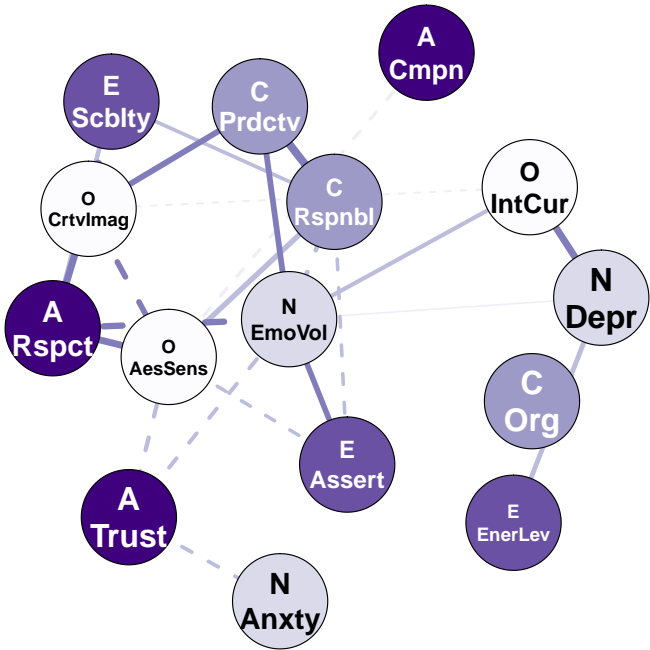 A
Cmpn
E
Scblty
C
Prdctv
C
Rspnbl
O
IntCur
O
CrtvImag
N
Depr
A
Rspct
N
EmoVol
O
AesSens
C
Org
E
Assert
A
Trust
E
EnerLev
N
Anxty